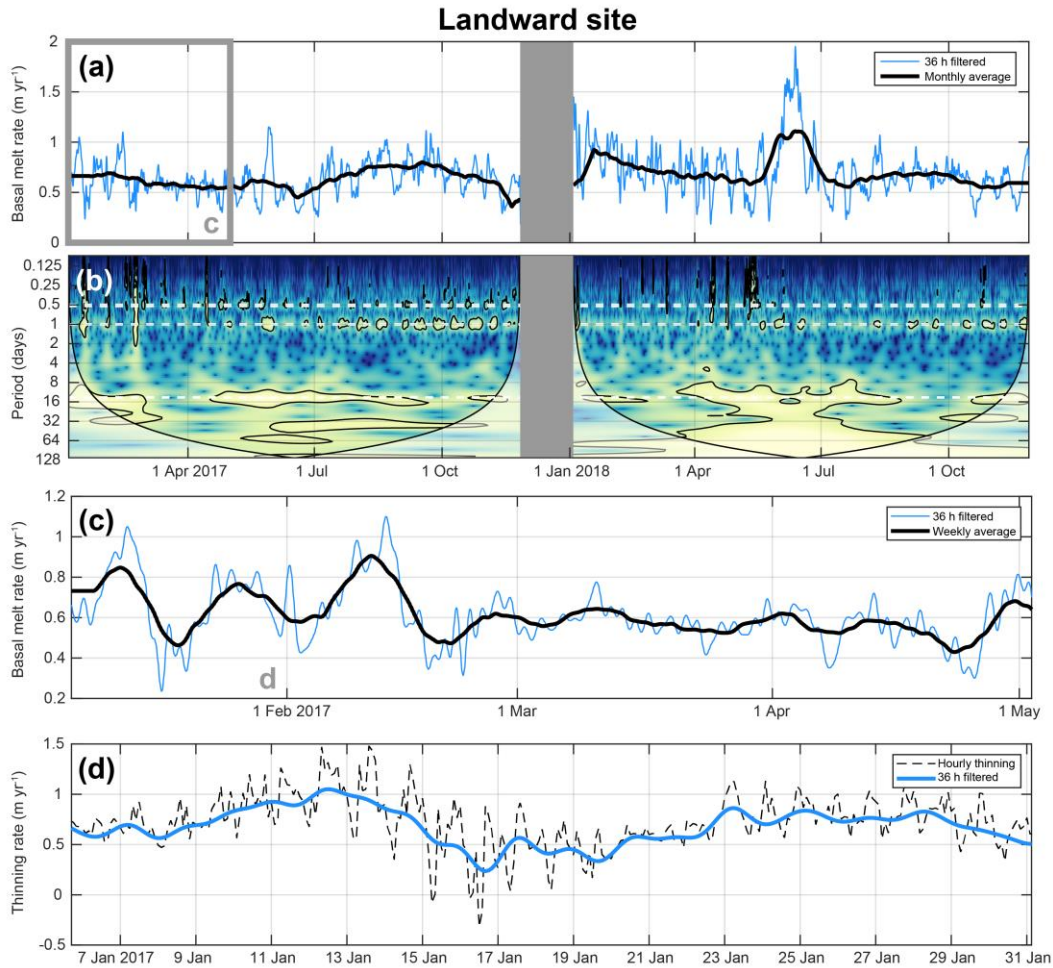 Landward site
(a)
Basal melt rate (m yr⁻¹)
2
1.5
1
0.5
0
36 h filtered
Monthly average
c
(b)
Period (days)
0.125
0.25
0.5
1
2
4
8
16
32
64
128
1 Apr 2017
1 Jul
1 Oct
1 Jan 2018
1 Apr
1 Jul
1 Oct
(c)
Basal melt rate (m yr⁻¹)
1.2
1
0.8
0.6
0.4
0.2
36 h filtered
Weekly average
d
1 Feb 2017
1 Mar
1 Apr
1 May
(d)
Thinning rate (m yr⁻¹)
1.5
1
0.5
0
-0.5
Hourly thinning
36 h filtered
7 Jan 2017
9 Jan
11 Jan
13 Jan
15 Jan
17 Jan
19 Jan
21 Jan
23 Jan
25 Jan
27 Jan
29 Jan
31 Jan